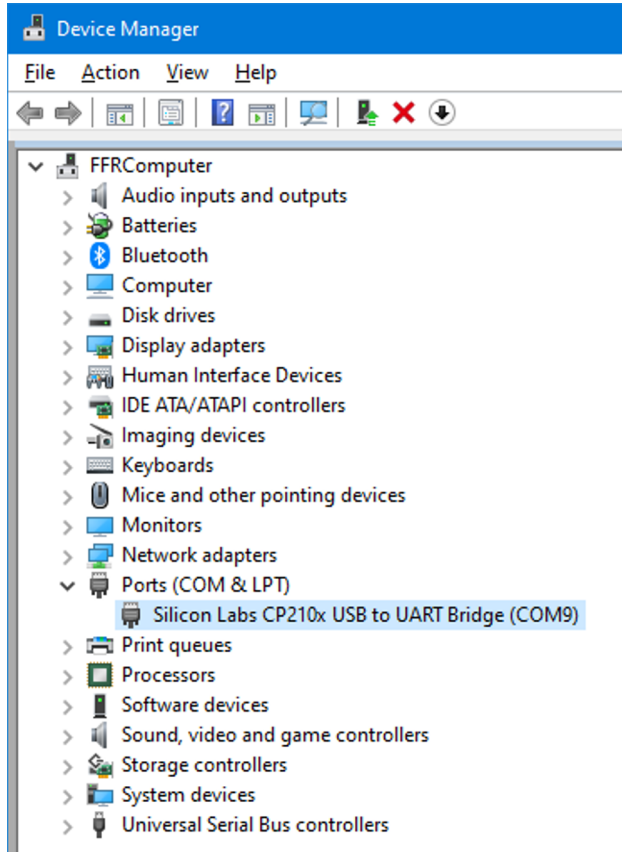 Device Manager
File Action View Help
FFRComputer
Audio inputs and outputs
Batteries
Bluetooth
Computer
Disk drives
Display adapters
Human Interface Devices
IDE ATA/ATAPI controllers
Imaging devices
Keyboards
Mice and other pointing devices
Monitors
Network adapters
Ports (COM & LPT)
Silicon Labs CP210x USB to UART Bridge (COM9)
Print queues
Processors
Software devices
Sound, video and game controllers
Storage controllers
System devices
Universal Serial Bus controllers